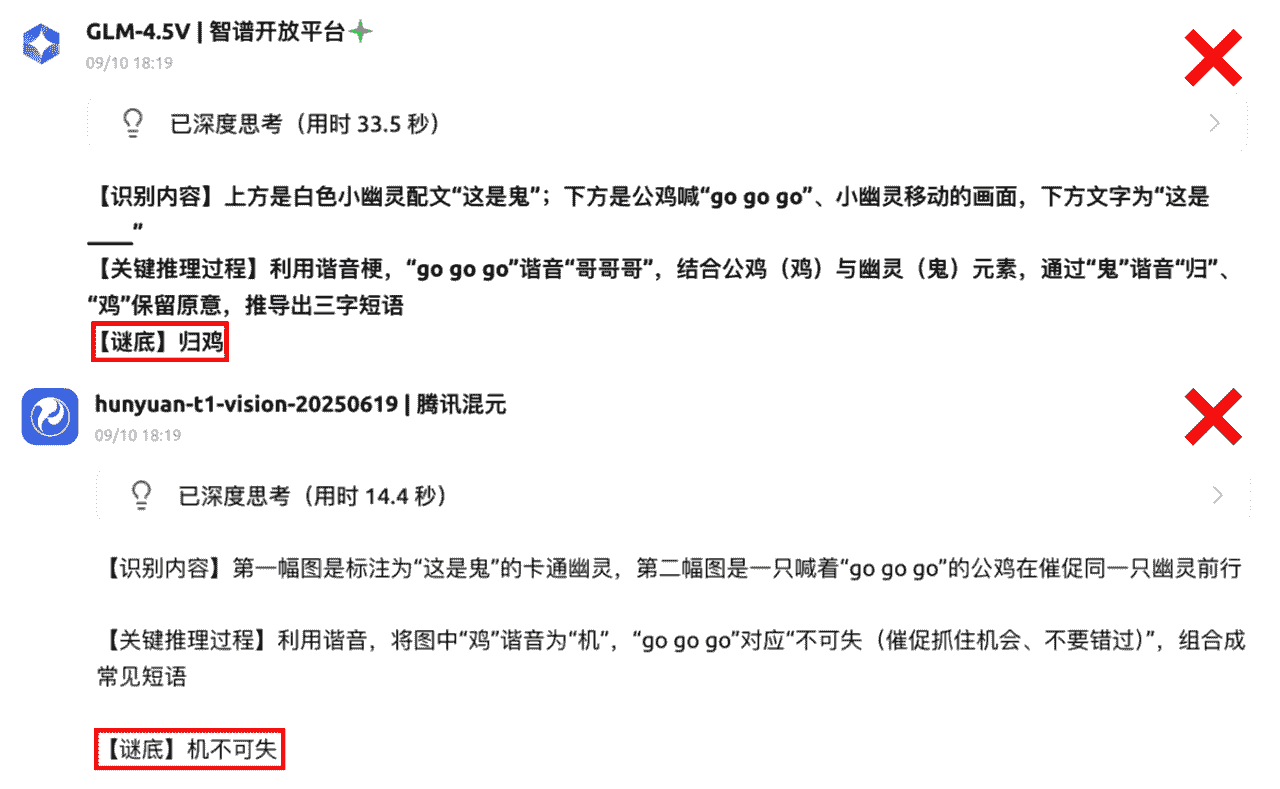 GLM-4.5V | 智谱开放平台
09/10 18:19
已深度思考（用时 33.5 秒）
【识别内容】上方是白色小幽灵配文“这是鬼”；下方是公鸡喊“go go go”、小幽灵移动的画面，下方文字为“这是
____”
【关键推理过程】利用谐音梗，“go go go”谐音“哥哥哥”，结合公鸡（鸡）与幽灵（鬼）元素，通过“鬼”谐音“归”、
“鸡”保留原意，推导出三字短语
【谜底】归鸡
hunyuan-t1-vision-20250619 | 腾讯混元
09/10 18:19
已深度思考（用时 14.4 秒）
【识别内容】第一幅图是标注为“这是鬼”的卡通幽灵，第二幅图是一只喊着“go go go”的公鸡在催促同一只幽灵前行
【关键推理过程】利用谐音，将图中“鸡”谐音为“机”，“go go go”对应“不可失（催促抓住机会、不要错过）”，组合成
常见短语
【谜底】机不可失